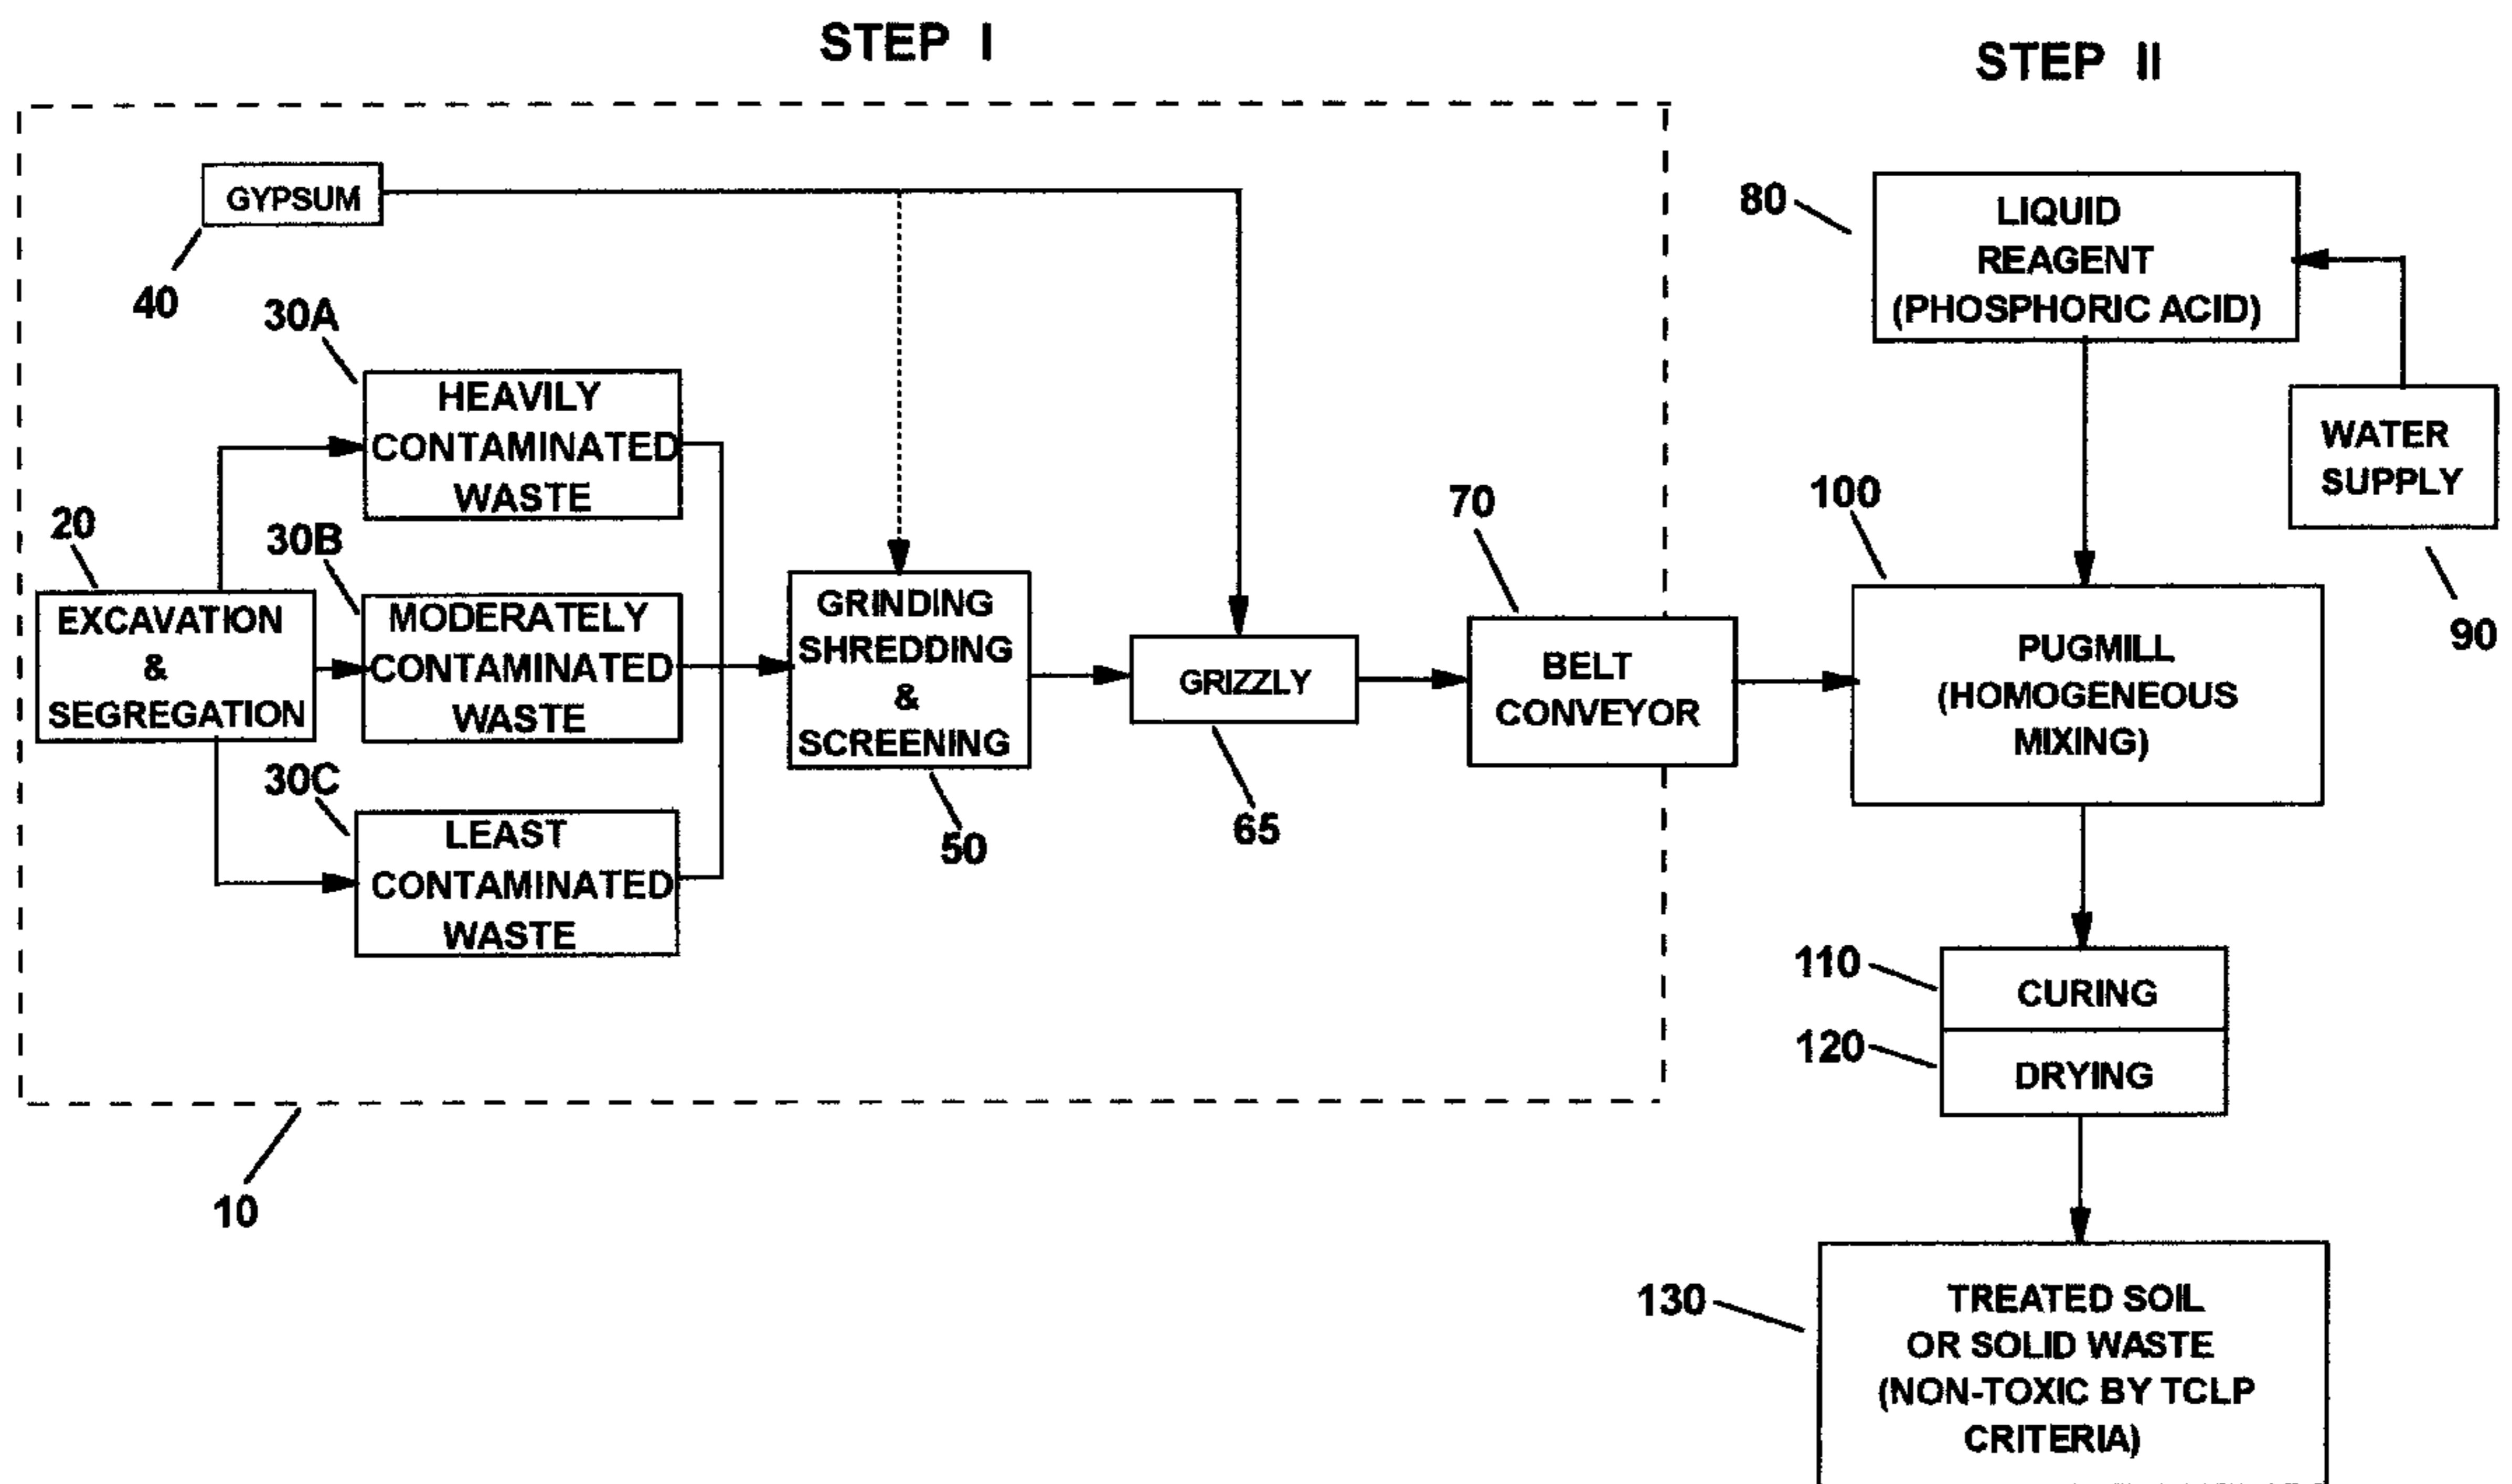 STEP I
STEP II
GYPSUM
40
30A
HEAVILY
CONTAMINATED
WASTE
20
EXCAVATION
&
SEGREGATION
30B
MODERATELY
CONTAMINATED
WASTE
30C
LEAST
CONTAMINATED
WASTE
GRINDING
SHREDDING
&
SCREENING
50
GRIZZLY
65
70
BELT
CONVEYOR
10
80
LIQUID
REAGENT
(PHOSPHORIC ACID)
WATER
SUPPLY
90
100
PUGMILL
(HOMOGENEOUS
MIXING)
110
CURING
120
DRYING
130
TREATED SOIL
OR SOLID WASTE
(NON-TOXIC BY TCLP
CRITERIA)